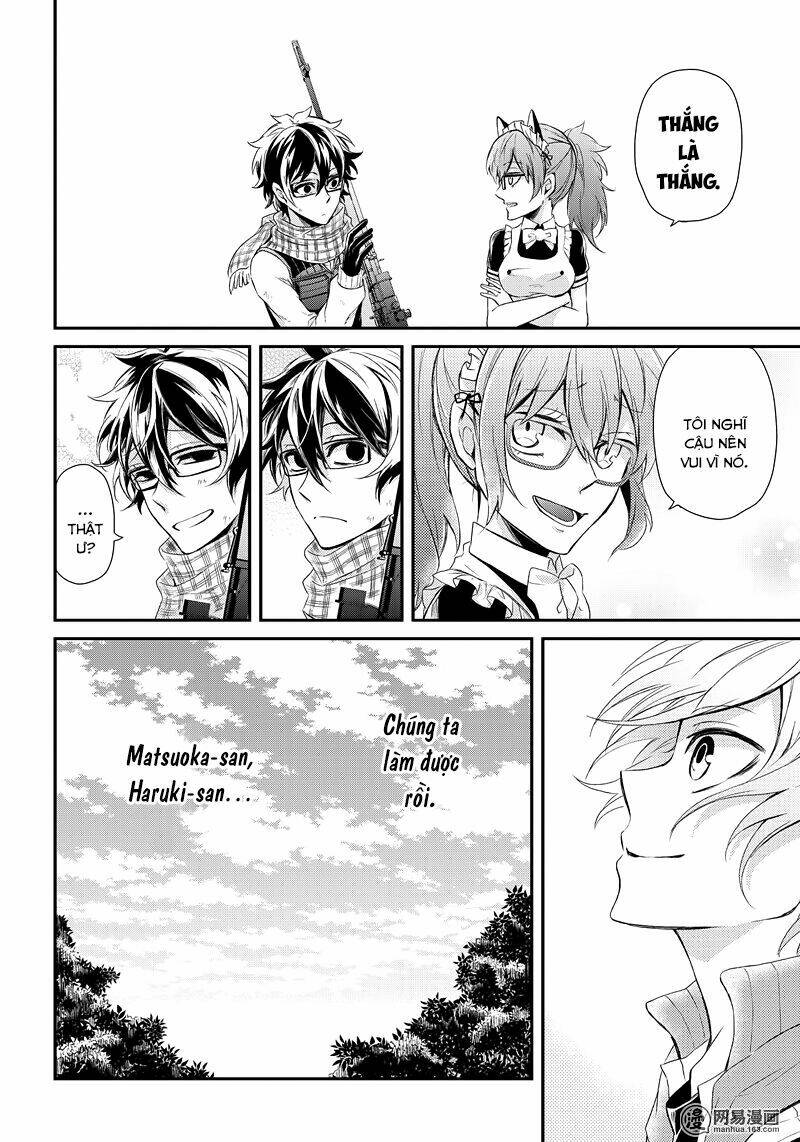 THẮNG
LÀ
THẮNG.
TÔI NGHĨ
CẬU NÊN
VUI VÌ NÓ.
...
THẬT
Ư?
Chúng ta
làm được
rồi.
Matsuoka-san,
Haruki-san...
网易漫画
manhua.163.com